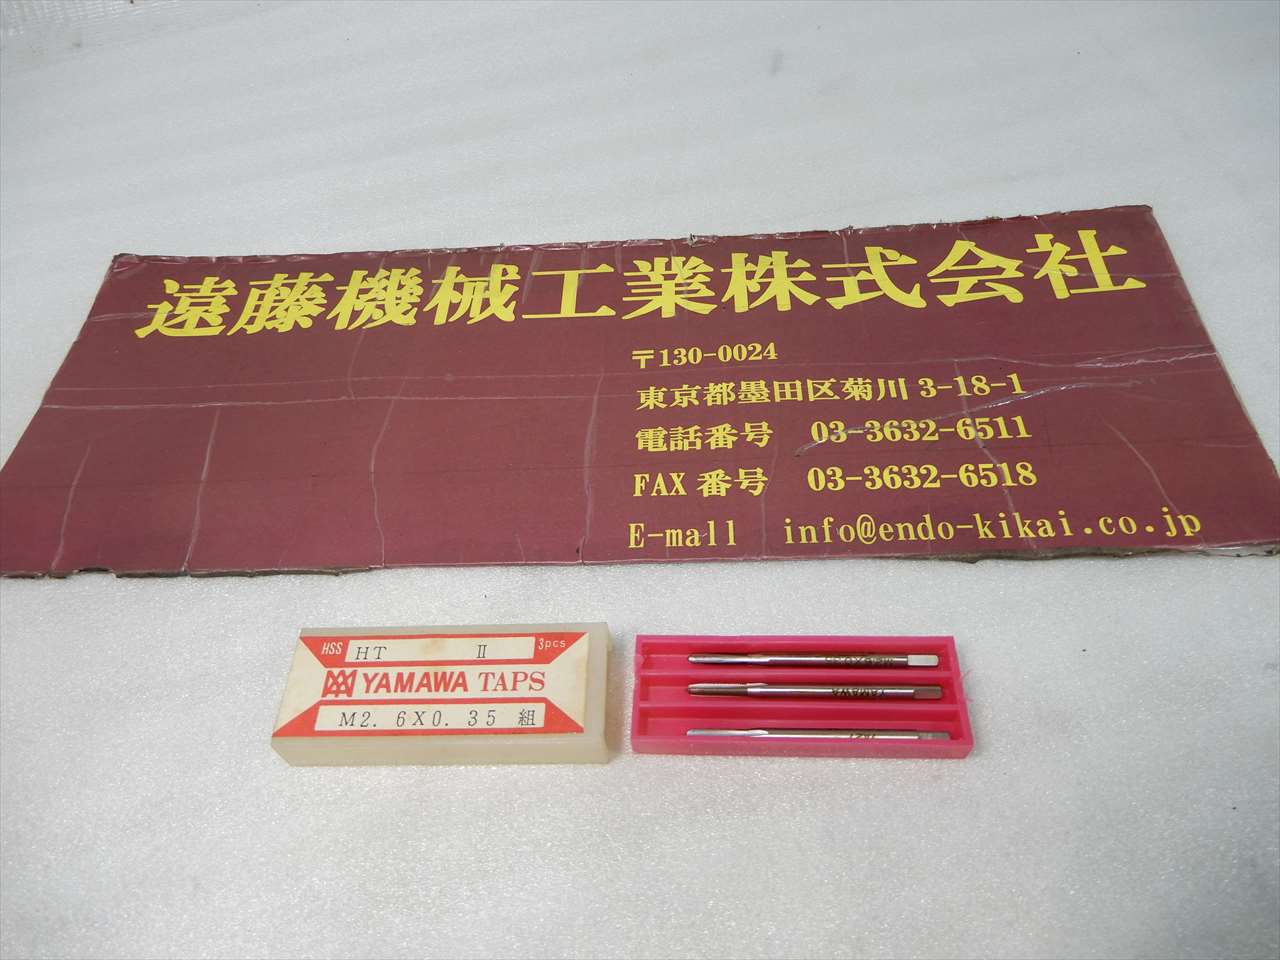 遠藤機械工業株式会社
〒130-0024
東京都墨田区菊川 3-18-1
電話番号 03-3632-6511
FAX 番号 03-3632-6518
E-mall info@endo-kikai.co.jp
HSS HT II 3pcs
YAMAWA TAPS
M2. 6X0. 35 組
YAMAWA